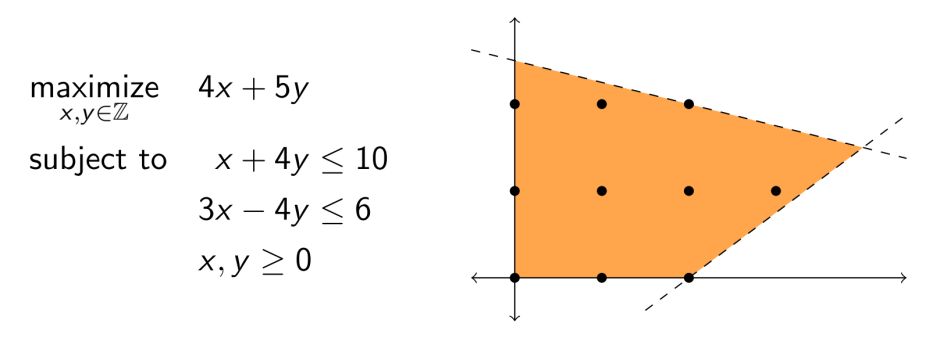 maximize 4x + 5y
x,y∈ℤ
subject to x + 4y ≤ 10
3x − 4y ≤ 6
x, y ≥ 0